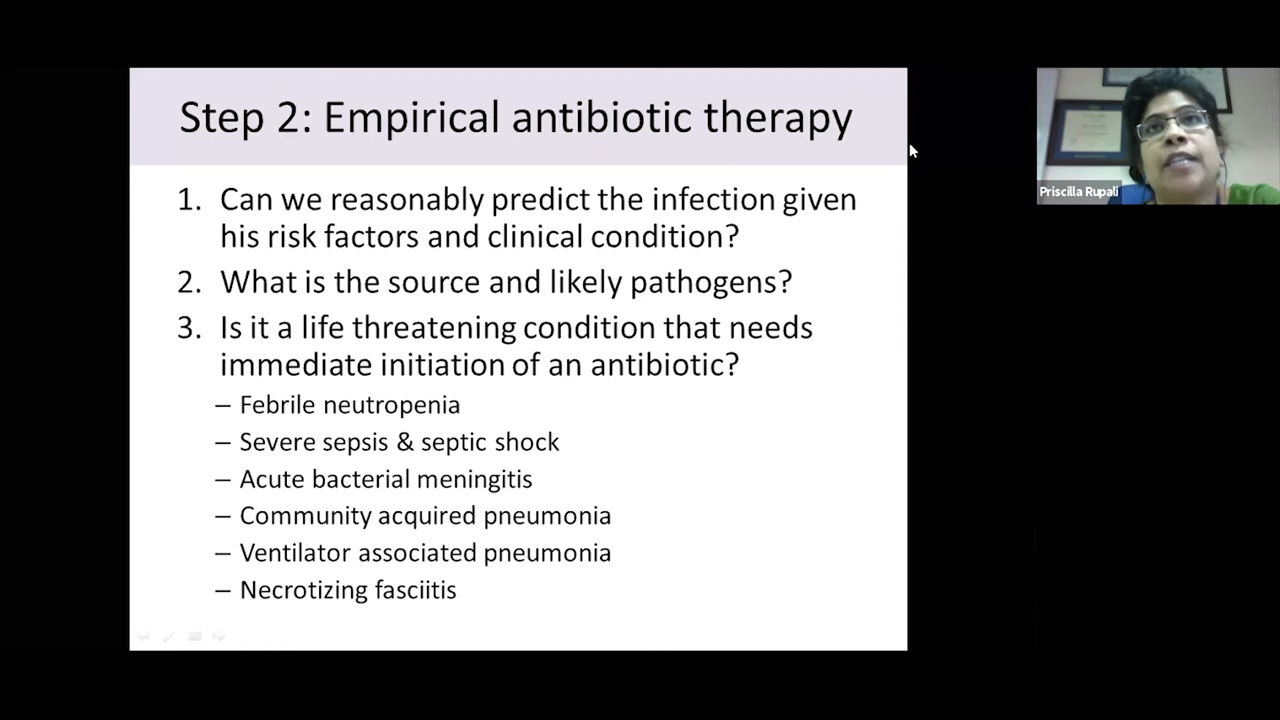 Step 2: Empirical antibiotic therapy
1. Can we reasonably predict the infection given
his risk factors and clinical condition?
2. What is the source and likely pathogens?
3. Is it a life threatening condition that needs
immediate initiation of an antibiotic?
– Febrile neutropenia
– Severe sepsis & septic shock
– Acute bacterial meningitis
– Community acquired pneumonia
– Ventilator associated pneumonia
– Necrotizing fasciitis
Priscilla Rupali